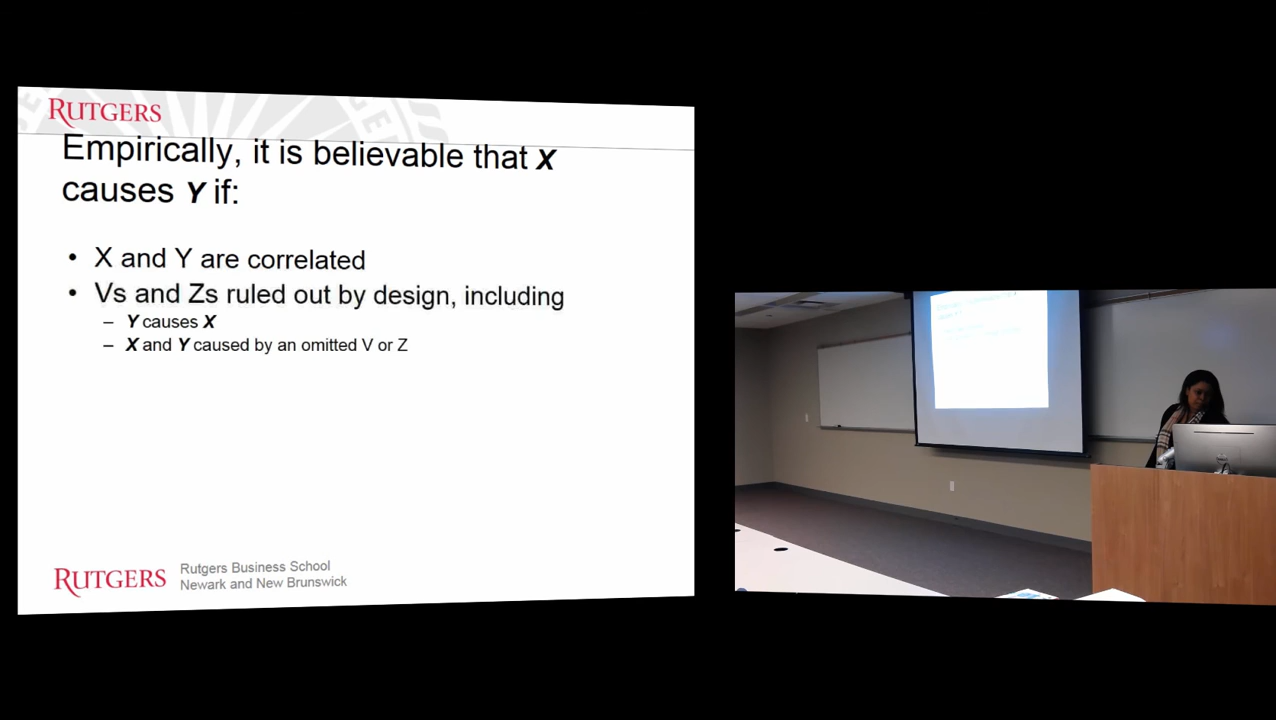 RUTGERS
Empirically, it is believable that X
causes Y if:
• X and Y are correlated
• Vs and Zs ruled out by design, including
– Y causes X
– X and Y caused by an omitted V or Z
RUTGERS
Rutgers Business School
Newark and New Brunswick